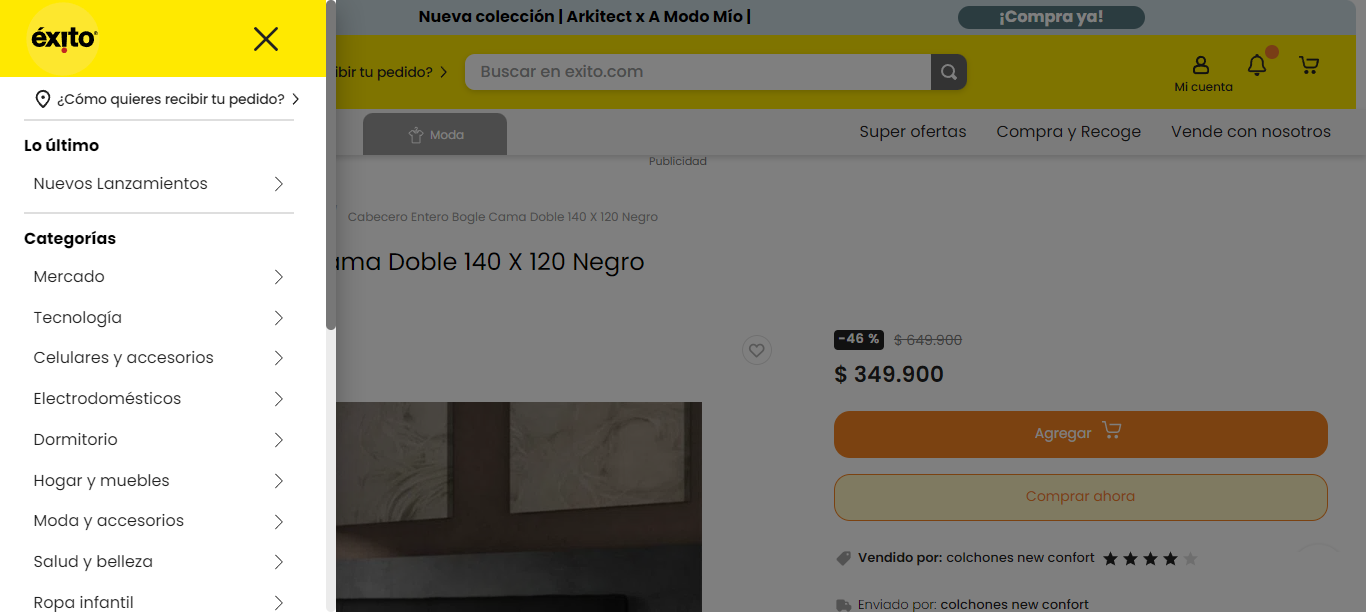 éxito
¿Cómo quieres recibir tu pedido?
Lo último
Nuevos Lanzamientos
Categorías
Mercado
Tecnología
Celulares y accesorios
Electrodomésticos
Dormitorio
Hogar y muebles
Moda y accesorios
Salud y belleza
Ropa infantil
Nueva colección | Arkitect x A Modo Mío |
¡Compra ya!
ibir tu pedido?
Buscar en exito.com
Mi cuenta
Moda
Super ofertas
Compra y Recoge
Vende con nosotros
Publicidad
Cabecero Entero Bogle Cama Doble 140 X 120 Negro
ama Doble 140 X 120 Negro
-46 % $ 649.900
$ 349.900
Agregar
Comprar ahora
Vendido por: colchones new confort
Enviado por: colchones new confort